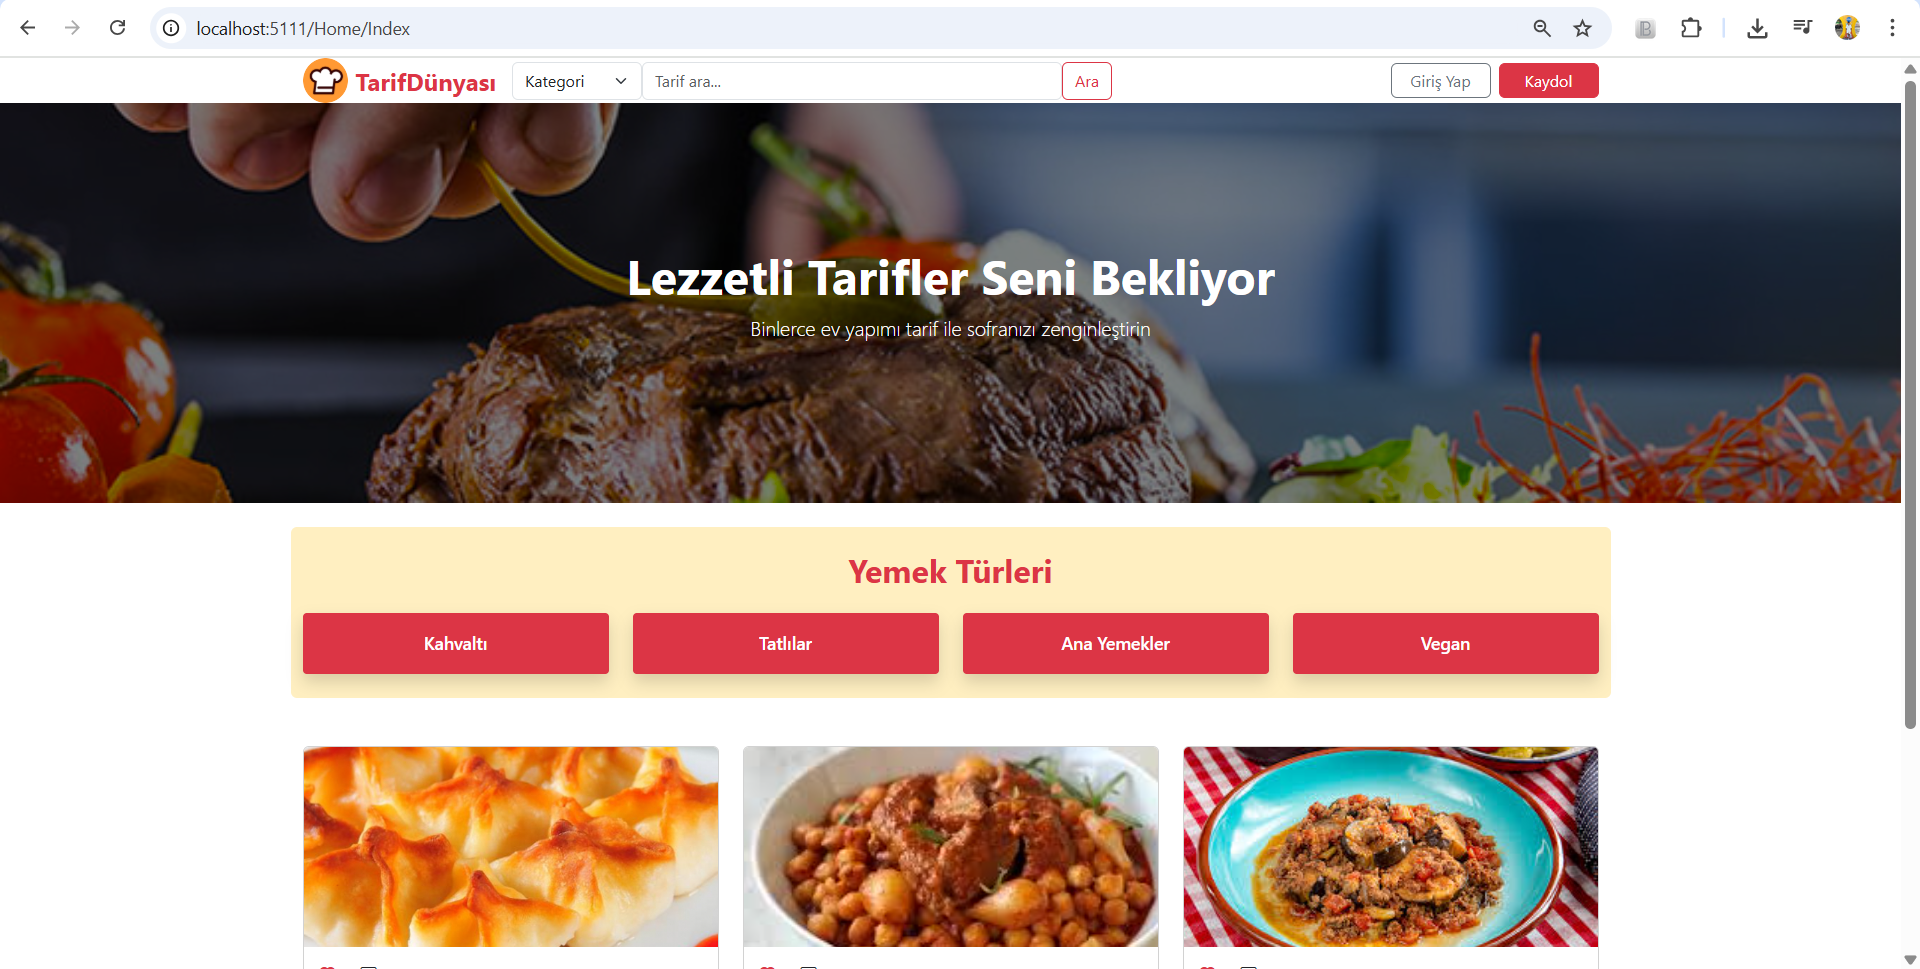 localhost:5111/Home/Index
TarifDünyası
Kategori
Tarif ara...
Ara
Giriş Yap
Kaydol
Lezzetli Tarifler Seni Bekliyor
Binlerce ev yapımı tarif ile sofranızı zenginleştirin
Yemek Türleri
Kahvaltı
Tatlılar
Ana Yemekler
Vegan